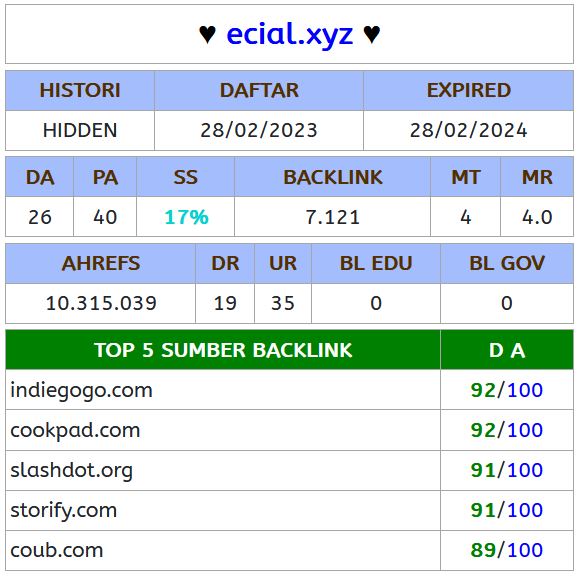 ♥ ecial.xyz ♥
HISTORI DAFTAR EXPIRED
HIDDEN 28/02/2023 28/02/2024
DA PA SS BACKLINK MT MR
26 40 17% 7.121 4 4.0
AHREFS DR UR BL EDU BL GOV
10.315.039 19 35 0 0
TOP 5 SUMBER BACKLINK D A
indiegogo.com 92/100
cookpad.com 92/100
slashdot.org 91/100
storify.com 91/100
coub.com 89/100